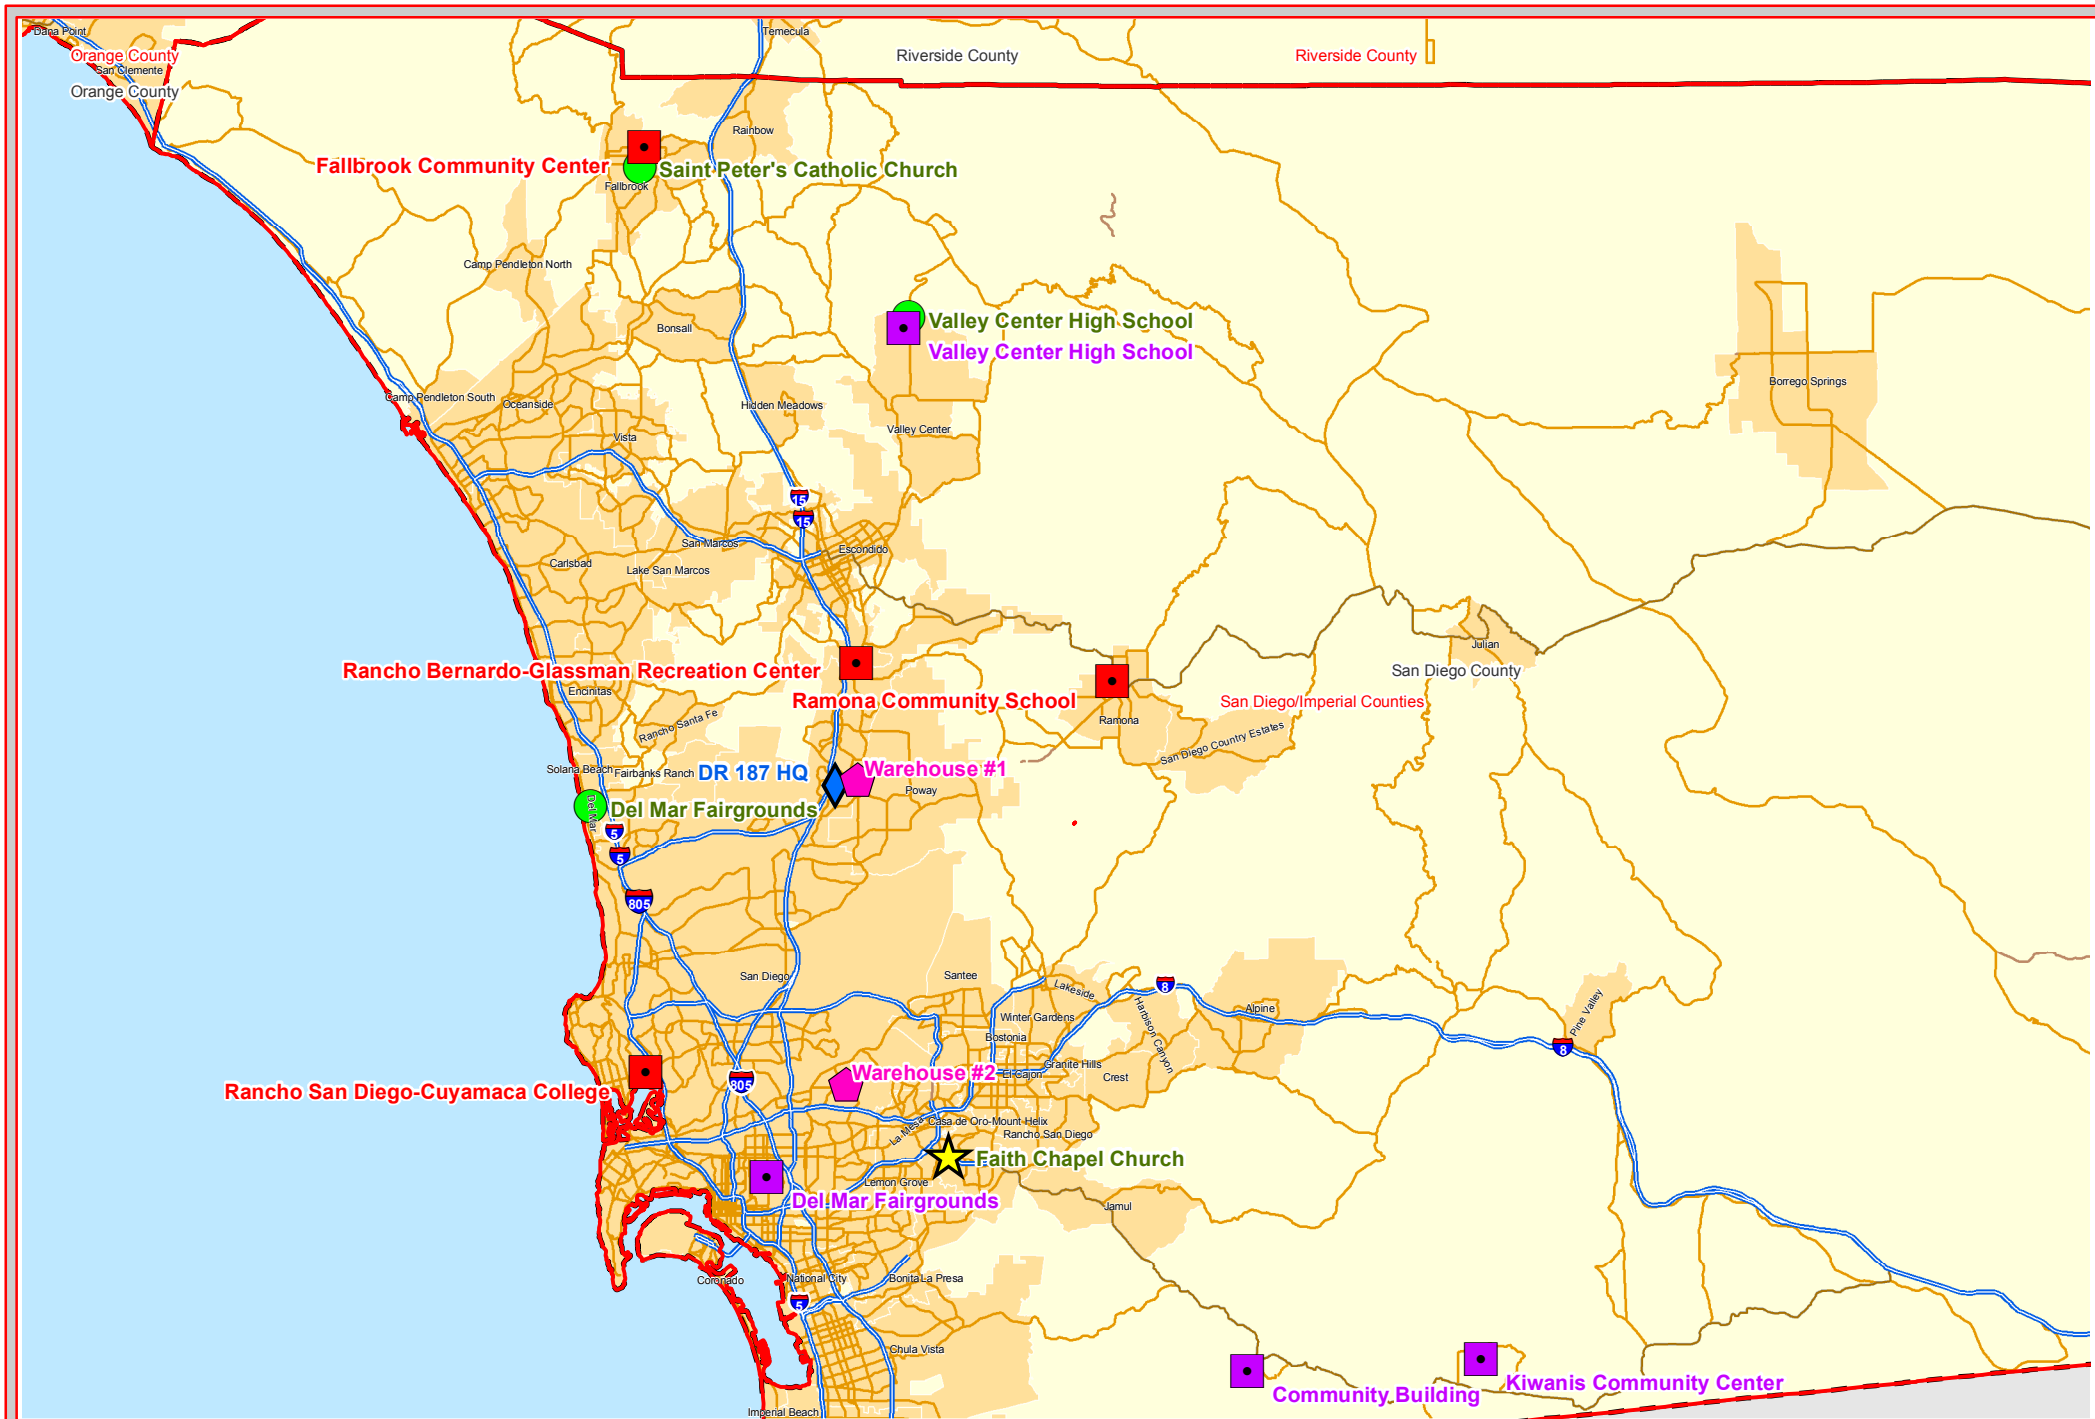 Dana Point
Temecula
Orange County
Riverside County
Riverside County
San Clemente
Orange County
Rainbow
Fallbrook Community Center
Saint Peter's Catholic Church
Fallbrook
Camp Pendleton North
Bonsall
Valley Center High School
Valley Center High School
Borrego Springs
Camp Pendleton South
Oceanside
Hidden Meadows
Vista
Valley Center
15
15
San Marcos
Escondido
Carlsbad
Lake San Marcos
Julian
Rancho Bernardo-Glassman Recreation Center
San Diego County
Encinitas
Ramona Community School
San Diego/Imperial Counties
Rancho Santa Fe
Ramona
San Diego Country Estates
Solana Beach
Fairbanks Ranch
DR 187 HQ
Warehouse #1
Poway
Del Mar
Del Mar Fairgrounds
5
5
805
San Diego
Santee
Lakeside
8
Harbison Canyon
Alpine
Pine Valley
Winter Gardens
Bostonia
8
Granite Hills
El Cajon
Crest
Warehouse #2
805
Rancho San Diego-Cuyamaca College
La Mesa
Casa de Oro-Mount Helix
Rancho San Diego
Faith Chapel Church
Lemon Grove
Del Mar Fairgrounds
Jamul
Coronado
National City
Bonita
La Presa
5
Chula Vista
Community Building
Kiwanis Community Center
Imperial Beach